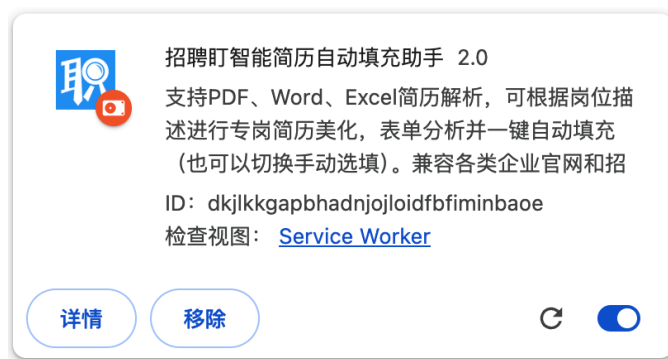 职
招聘盯智能简历自动填充助手 2.0
支持PDF、Word、Excel简历解析，可根据岗位描
述进行专岗简历美化，表单分析并一键自动填充
（也可以切换手动选填）。兼容各类企业官网和招
ID：dkjlkkgapbhadnjojloidfbfiminbaoe
检查视图： Service Worker
详情 移除